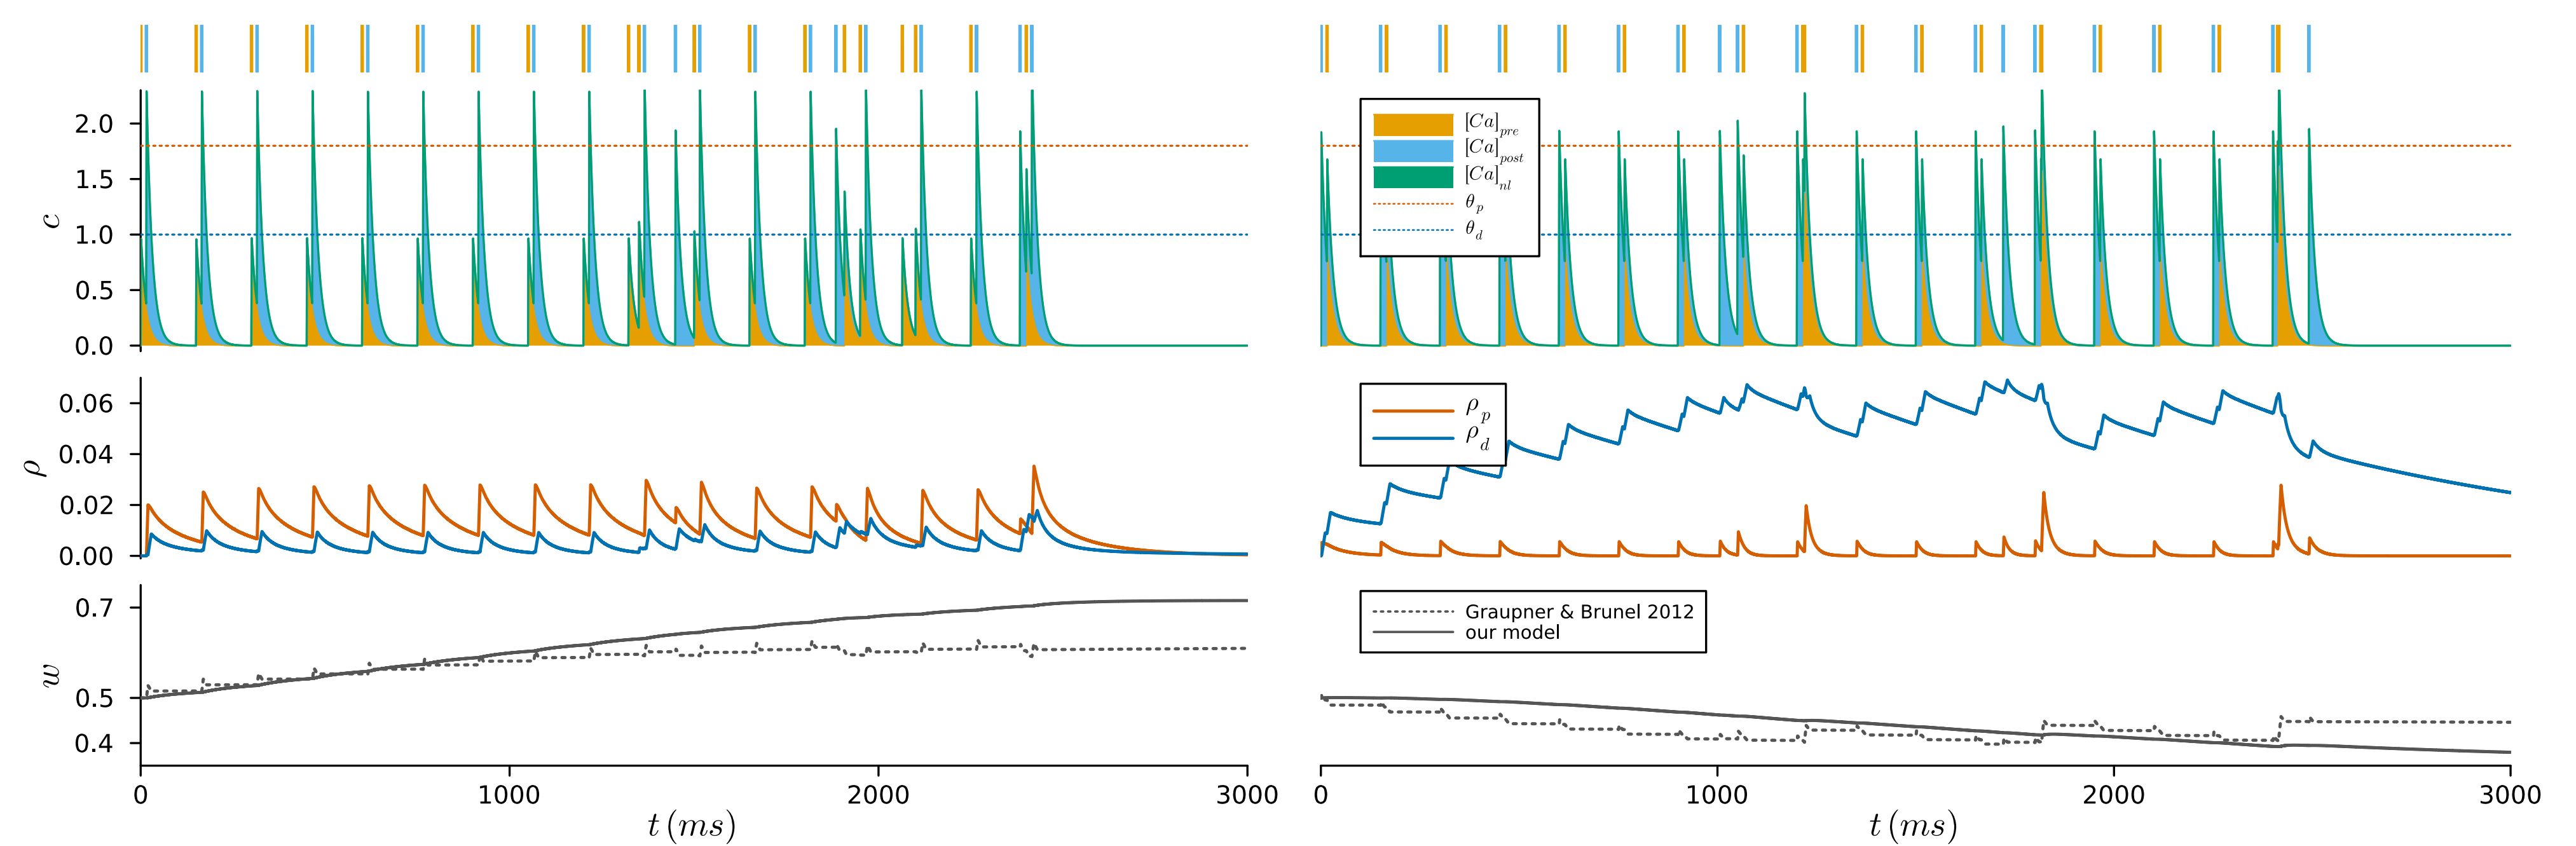 2.0
1.5
c
1.0
0.5
0.0
[Ca]pre
[Ca]post
[Ca]nl
θp
θd
0.06
0.04
ρ
0.02
0.00
ρp
ρd
0.7
w
0.5
0.4
Graupner & Brunel 2012
our model
0 1000 2000 3000
t (ms)
0 1000 2000 3000
t (ms)